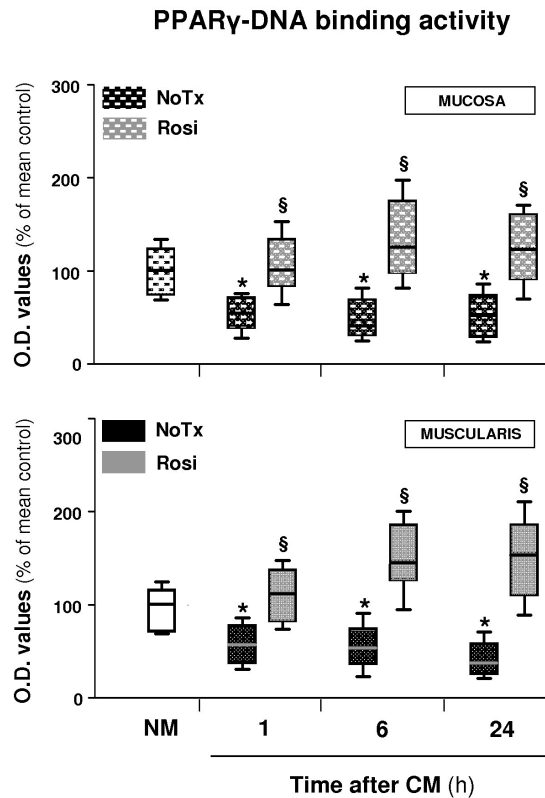 PPARγ-DNA binding activity
O.D. values (% of mean control)
300
200
100
0
NoTx
Rosi
MUCOSA
* § * § * §
O.D. values (% of mean control)
300
200
100
0
NoTx
Rosi
MUSCULARIS
* § * § * §
NM 1 6 24
Time after CM (h)